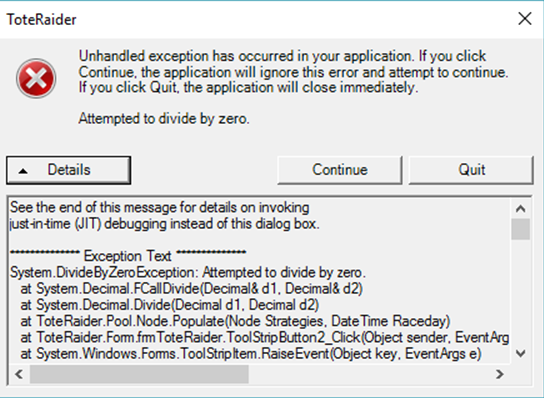 ToteRaider
Unhandled exception has occurred in your application. If you click
Continue, the application will ignore this error and attempt to continue.
If you click Quit, the application will close immediately.
Attempted to divide by zero.
Details
Continue
Quit
See the end of this message for details on invoking
just-in-time (JIT) debugging instead of this dialog box.
************** Exception Text **************
System.DivideByZeroException: Attempted to divide by zero.
at System.Decimal.FCallDivide(Decimal& d1, Decimal& d2)
at System.Decimal.Divide(Decimal d1, Decimal d2)
at ToteRaider.Pool.Node.Populate(Node Strategies, DateTime Raceday)
at ToteRaider.Form.frmToteRaider.ToolStripButton2_Click(Object sender, EventArg
at System.Windows.Forms.ToolStripItem.RaiseEvent(Object key, EventArgs e)